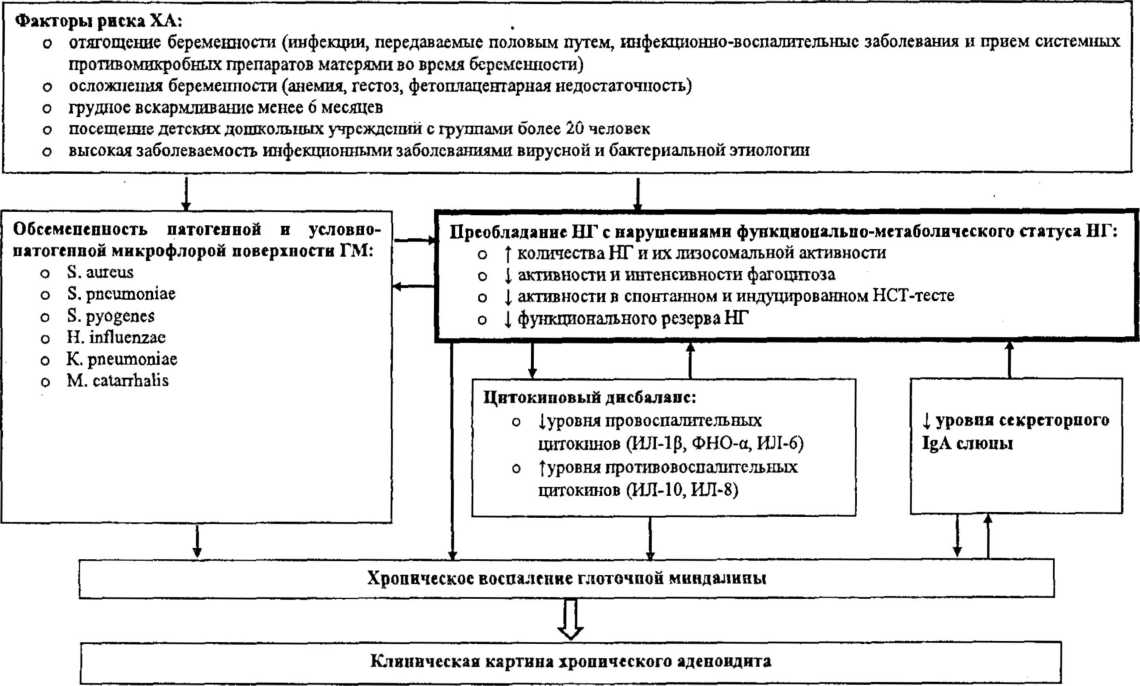 Факторы риска ХА:
o отягощение беременности (инфекции, передаваемые половым путем, инфекционно-воспалительные заболевания и прием системных
противомикробных препаратов матерями во время беременности)
o осложнения беременности (анемия, гестоз, фетоплацентарная недостаточность)
o грудное вскармливание менее 6 месяцев
o посещение детских дошкольных учреждений с группами более 20 человек
o высокая заболеваемость инфекционными заболеваниями вирусной и бактериальной этиологии
Обсемененность патогенной и условно-
патогенной микрофлорой поверхности ГМ:
o S. aureus
o S. pneumoniae
o S. pyogenes
o H. influenzae
o K. pneumoniae
o M. catarrhalis
Преобладание НГ с нарушениями функционально-метаболического статуса НГ:
o ↑ количества НГ и их лизосомальной активности
o ↓ активности и интенсивности фагоцитоза
o ↓ активности в спонтанном и индуцированном НСТ-тесте
o ↓ функционального резерва НГ
Цитокиновый дисбаланс:
o ↓уровня провоспалительных
цитокинов (ИЛ-1β, ФНО-α, ИЛ-6)
o ↑уровня противовоспалительных
цитокинов (ИЛ-10, ИЛ-8)
↓ уровня секреторного
IgA слюны
Хроническое воспаление глоточной миндалины
Клиническая картина хронического аденоидита